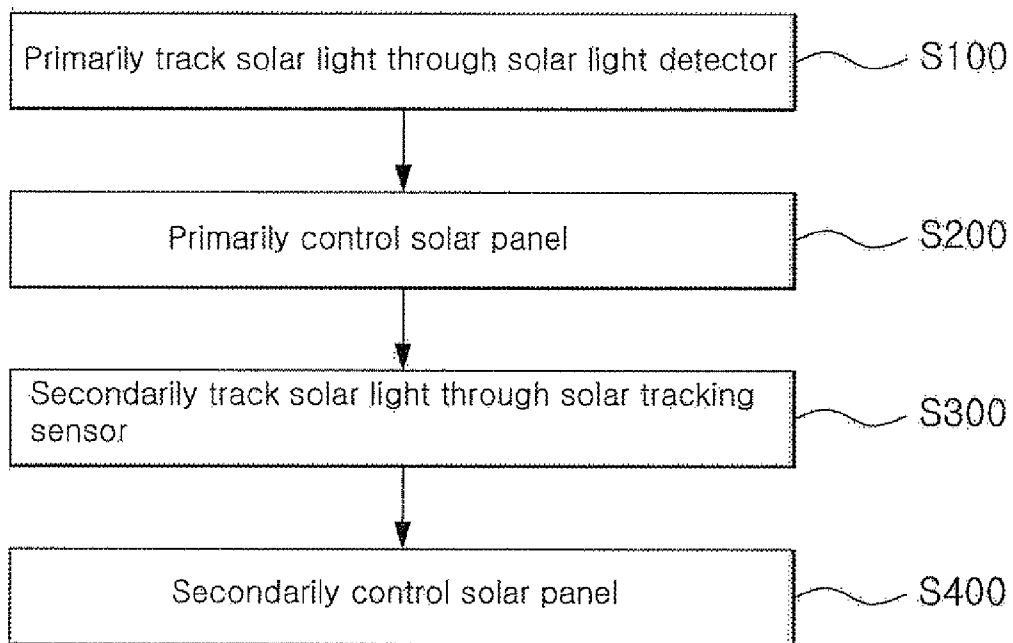 Primarily track solar light through solar light detector
S100
Primarily control solar panel
S200
Secondarily track solar light through solar tracking
sensor
S300
Secondarily control solar panel
S400